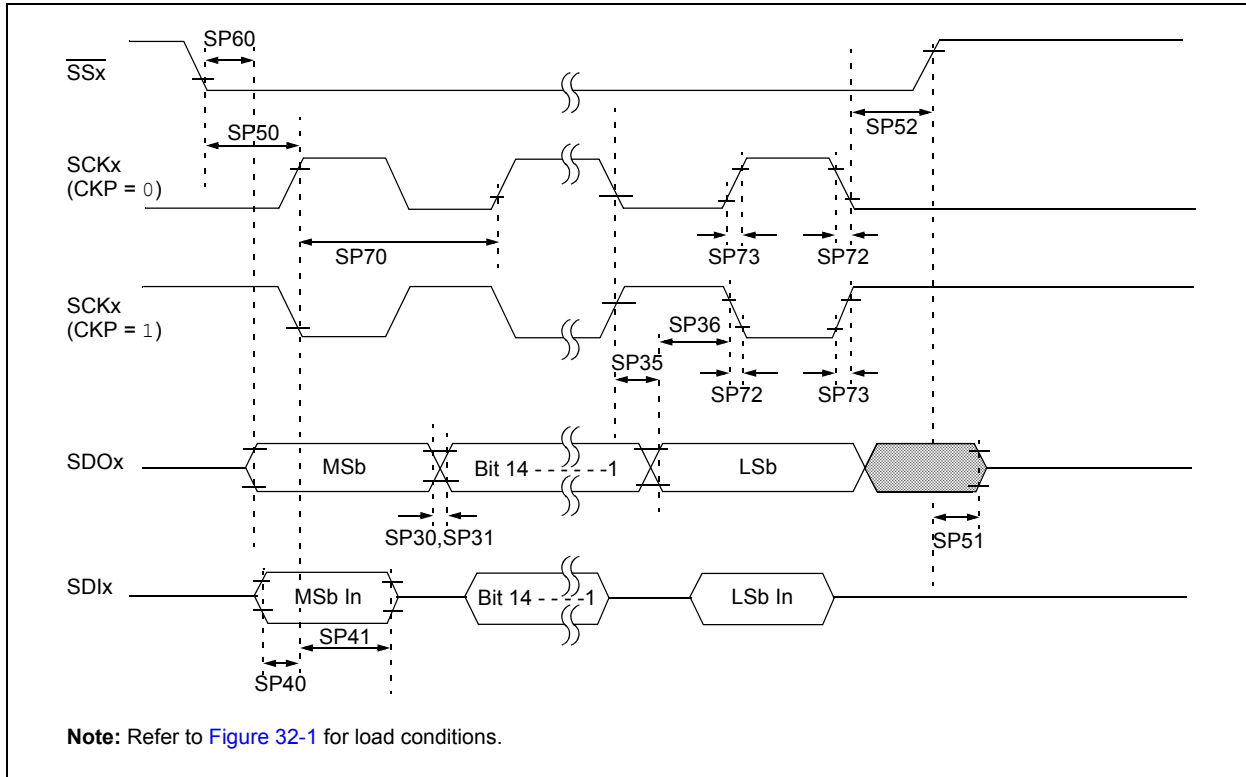 SP60
SSx
SP50
SP52
SCKx
(CKP = 0)
SP70
SP73
SP72
SCKx
(CKP = 1)
SP36
SP35
SP72
SP73
SDOx
MSb
Bit 14 - - - - - -1
LSb
SP30,SP31
SP51
SDIx
MSb In
Bit 14 - - - -1
LSb In
SP41
SP40
Note: Refer to Figure 32-1 for load conditions.